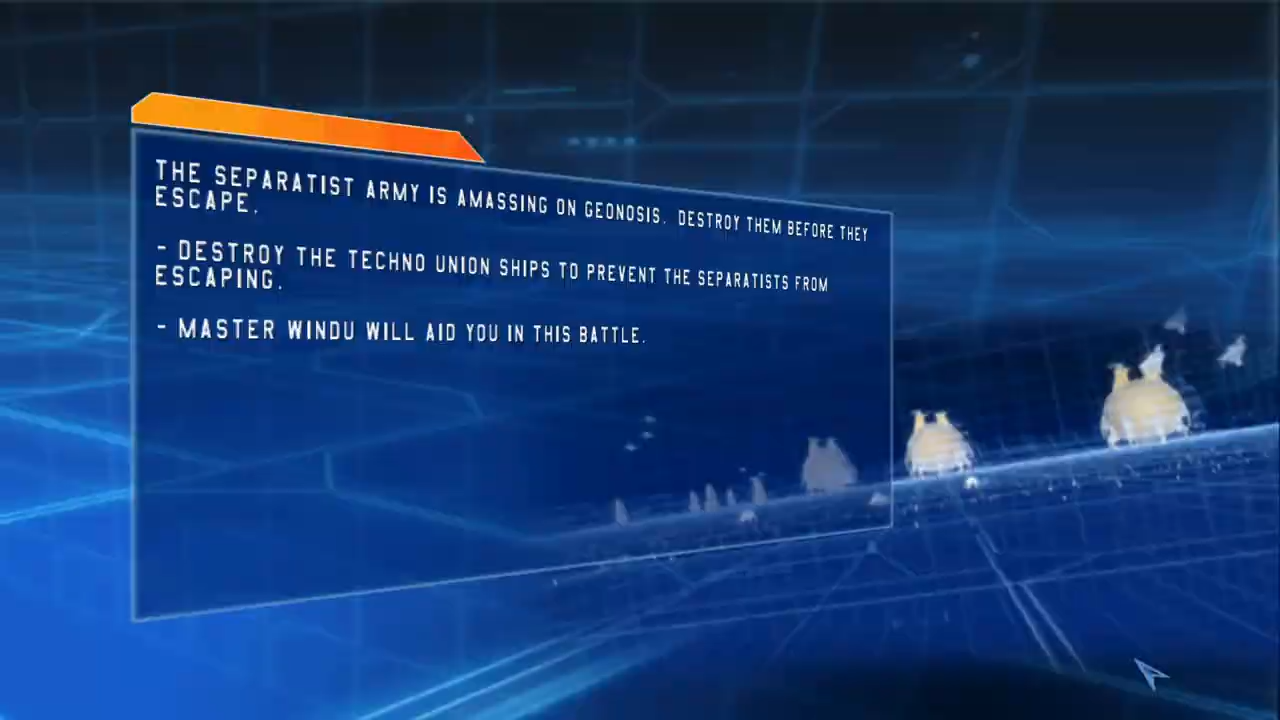 THE SEPARATIST ARMY IS AMASSING ON GEONOSIS. DESTROY THEM BEFORE THEY
ESCAPE.
- DESTROY THE TECHNO UNION SHIPS TO PREVENT THE SEPARATISTS FROM
ESCAPING.
- MASTER WINDU WILL AID YOU IN THIS BATTLE.